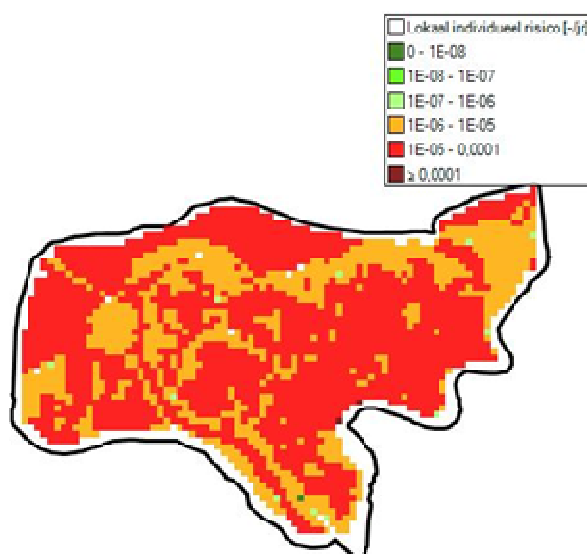 Lokaal individueel risico [-/jr]
0 - 1E-08
1E-08 - 1E-07
1E-07 - 1E-06
1E-06 - 1E-05
1E-05 - 0,0001
≥ 0,0001